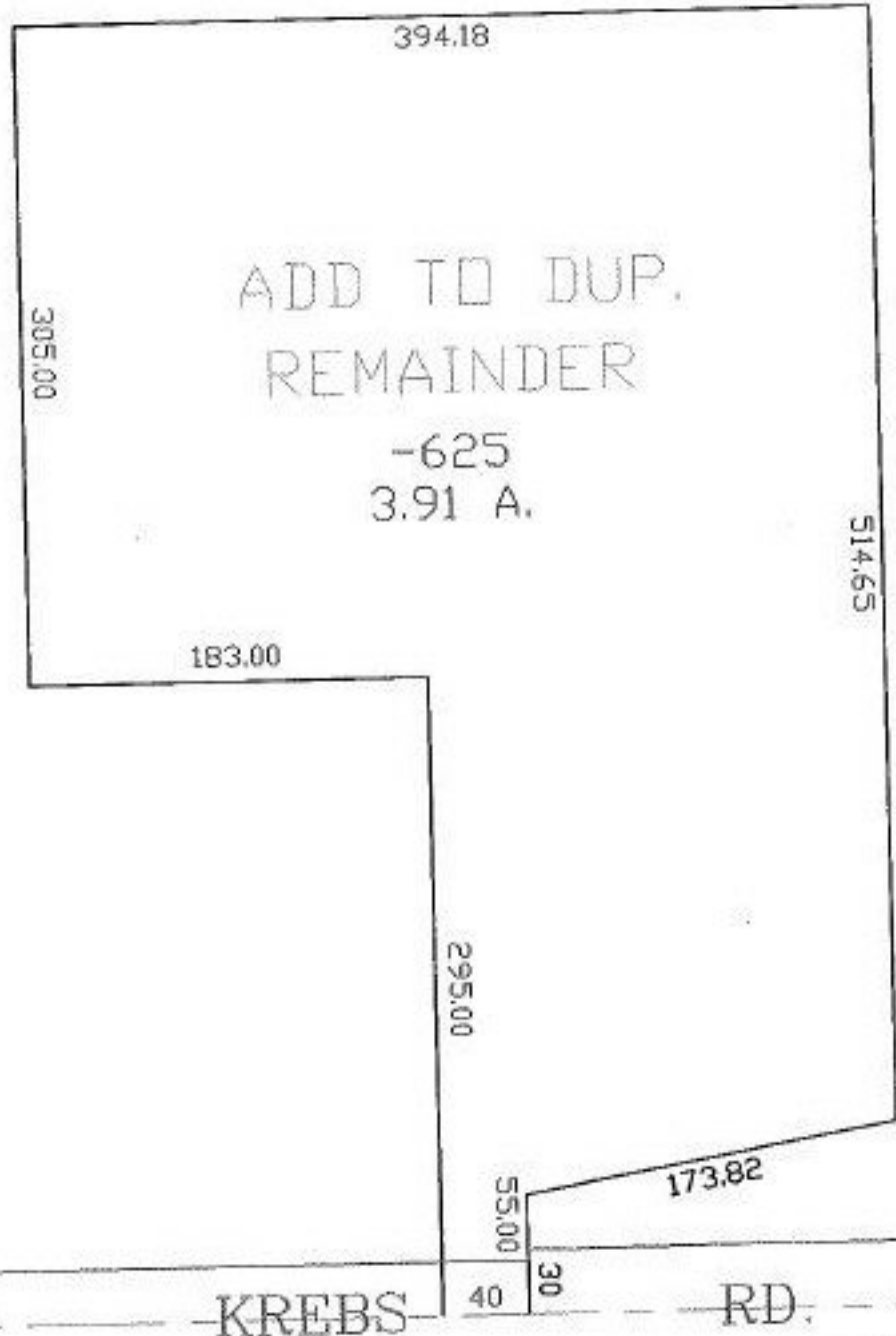 394.18
305.00
ADD TO DUP.
REMAINDER
-625
3.91 A.
514.65
183.00
295.00
173.82
55.00
30
40
KREBS RD.